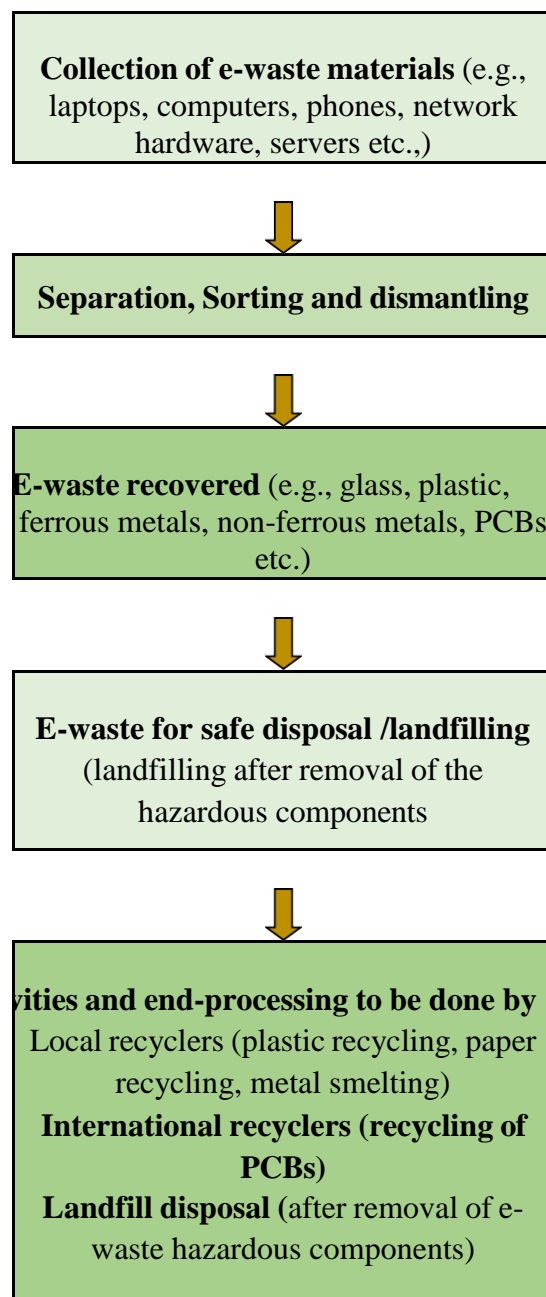 Collection of e-waste materials (e.g.,
laptops, computers, phones, network
hardware, servers etc.,)
Separation, Sorting and dismantling
E-waste recovered (e.g., glass, plastic,
ferrous metals, non-ferrous metals, PCBs
etc.)
E-waste for safe disposal /landfilling
(landfilling after removal of the
hazardous components
and end-processing to be done by
Local recyclers (plastic recycling, paper
recycling, metal smelting)
International recyclers (recycling of
PCBs)
Landfill disposal (after removal of e-
waste hazardous components)